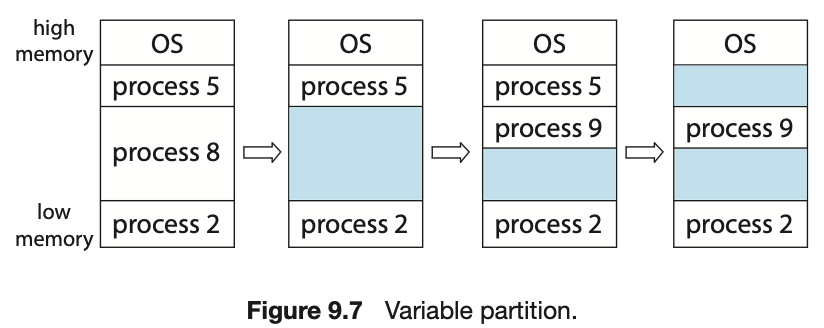 high
memory
OS
process 5
process 8
process 2
low
memory
OS
process 5
process 2
OS
process 5
process 9
process 2
OS
process 9
process 2
Figure 9.7 Variable partition.